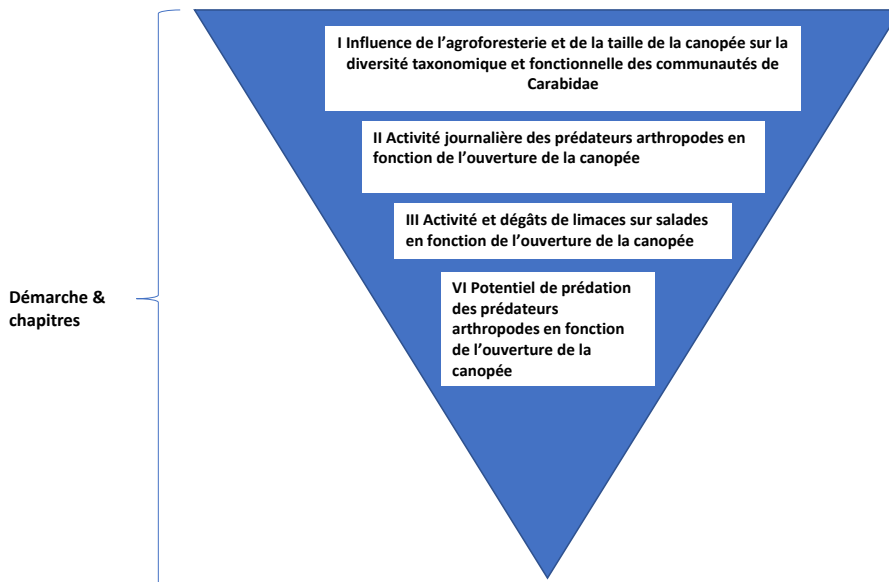 I Influence de l'agroforesterie et de la taille de la canopée sur la
diversité taxonomique et fonctionnelle des communautés de
Carabidae
II Activité journalière des prédateurs arthropodes en
fonction de l'ouverture de la canopée
III Activité et dégâts de limaces sur salades
en fonction de l'ouverture de la canopée
VI Potentiel de prédation
des prédateurs
arthropodes en fonction
de l'ouverture de la
canopée
Démarche &
chapitres